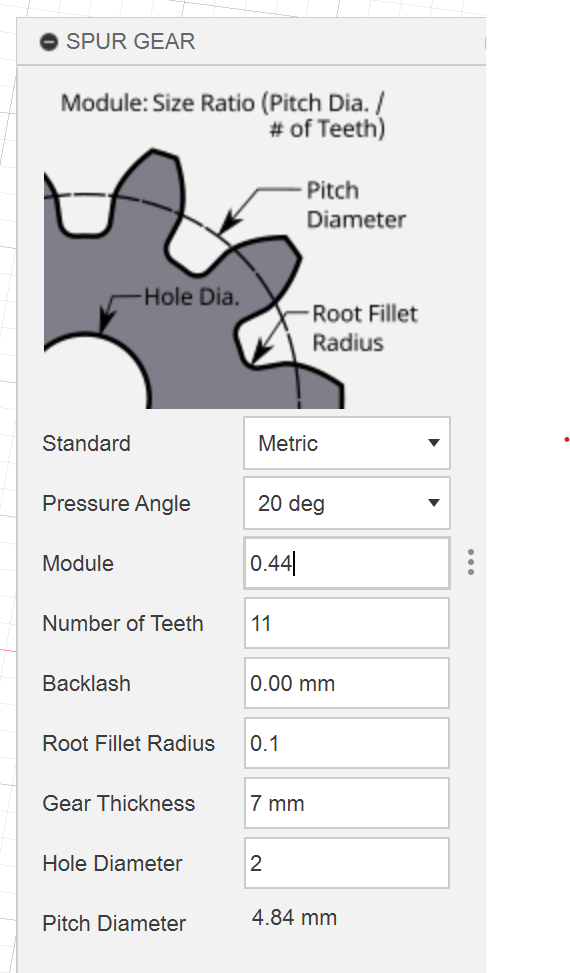 SPUR GEAR
Module: Size Ratio (Pitch Dia. /
# of Teeth)
Pitch
Diameter
Hole Dia.
Root Fillet
Radius
Standard Metric
Pressure Angle 20 deg
Module 0.44
Number of Teeth 11
Backlash 0.00 mm
Root Fillet Radius 0.1
Gear Thickness 7 mm
Hole Diameter 2
Pitch Diameter 4.84 mm